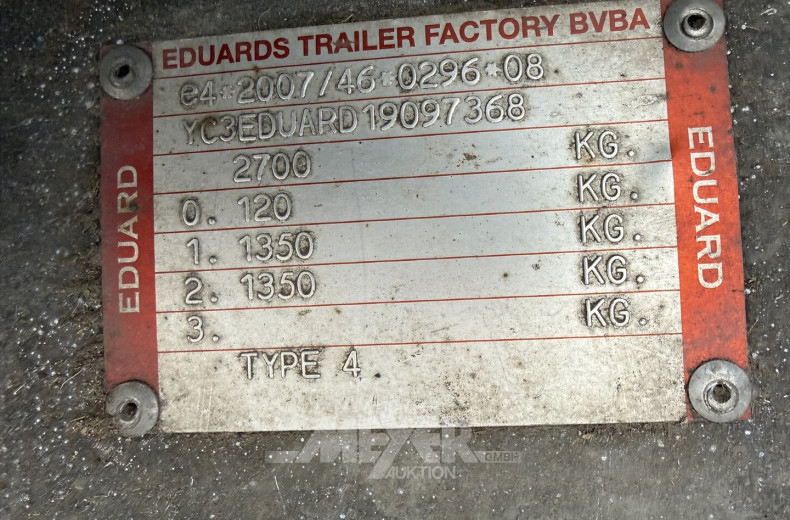 EDUARDS TRAILER FACTORY BVBA
e4*2007/46*0296*08
YC3EDUARD19097368
2700 KG.
0. 120 KG.
1. 1350 KG.
2. 1350 KG.
3. KG.
TYPE 4
EDUARD
EDUARD
MEYER
AUKTION GMBH